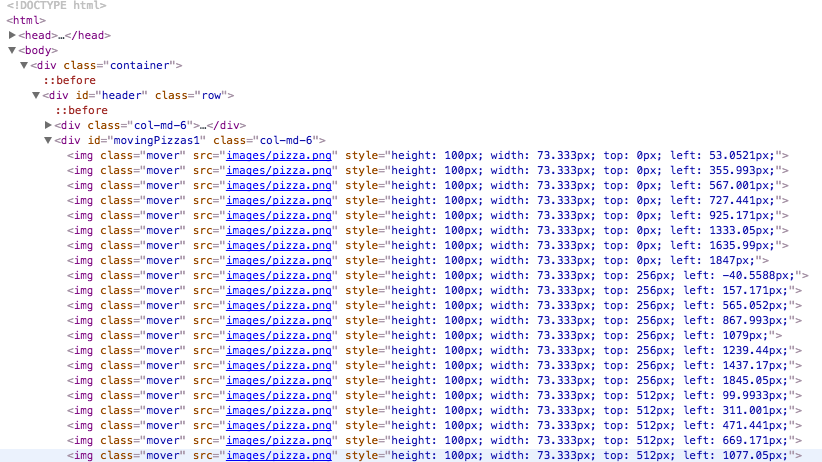 <!DOCTYPE html>
<html>
▶<head>…</head>
▼<body>
▼<div class="container">
::before
▼<div id="header" class="row">
::before
▶<div class="col-md-6">…</div>
▼<div id="movingPizzas1" class="col-md-6">
<img class="mover" src="images/pizza.png" style="height: 100px; width: 73.333px; top: 0px; left: 53.0521px;">
<img class="mover" src="images/pizza.png" style="height: 100px; width: 73.333px; top: 0px; left: 355.993px;">
<img class="mover" src="images/pizza.png" style="height: 100px; width: 73.333px; top: 0px; left: 567.001px;">
<img class="mover" src="images/pizza.png" style="height: 100px; width: 73.333px; top: 0px; left: 727.441px;">
<img class="mover" src="images/pizza.png" style="height: 100px; width: 73.333px; top: 0px; left: 925.171px;">
<img class="mover" src="images/pizza.png" style="height: 100px; width: 73.333px; top: 0px; left: 1333.05px;">
<img class="mover" src="images/pizza.png" style="height: 100px; width: 73.333px; top: 0px; left: 1635.99px;">
<img class="mover" src="images/pizza.png" style="height: 100px; width: 73.333px; top: 0px; left: 1847px;">
<img class="mover" src="images/pizza.png" style="height: 100px; width: 73.333px; top: 256px; left: -40.5588px;">
<img class="mover" src="images/pizza.png" style="height: 100px; width: 73.333px; top: 256px; left: 157.171px;">
<img class="mover" src="images/pizza.png" style="height: 100px; width: 73.333px; top: 256px; left: 565.052px;">
<img class="mover" src="images/pizza.png" style="height: 100px; width: 73.333px; top: 256px; left: 867.993px;">
<img class="mover" src="images/pizza.png" style="height: 100px; width: 73.333px; top: 256px; left: 1079px;">
<img class="mover" src="images/pizza.png" style="height: 100px; width: 73.333px; top: 256px; left: 1239.44px;">
<img class="mover" src="images/pizza.png" style="height: 100px; width: 73.333px; top: 256px; left: 1437.17px;">
<img class="mover" src="images/pizza.png" style="height: 100px; width: 73.333px; top: 256px; left: 1845.05px;">
<img class="mover" src="images/pizza.png" style="height: 100px; width: 73.333px; top: 512px; left: 99.9933px;">
<img class="mover" src="images/pizza.png" style="height: 100px; width: 73.333px; top: 512px; left: 311.001px;">
<img class="mover" src="images/pizza.png" style="height: 100px; width: 73.333px; top: 512px; left: 471.441px;">
<img class="mover" src="images/pizza.png" style="height: 100px; width: 73.333px; top: 512px; left: 669.171px;">
<img class="mover" src="images/pizza.png" style="height: 100px; width: 73.333px; top: 512px; left: 1077.05px;">